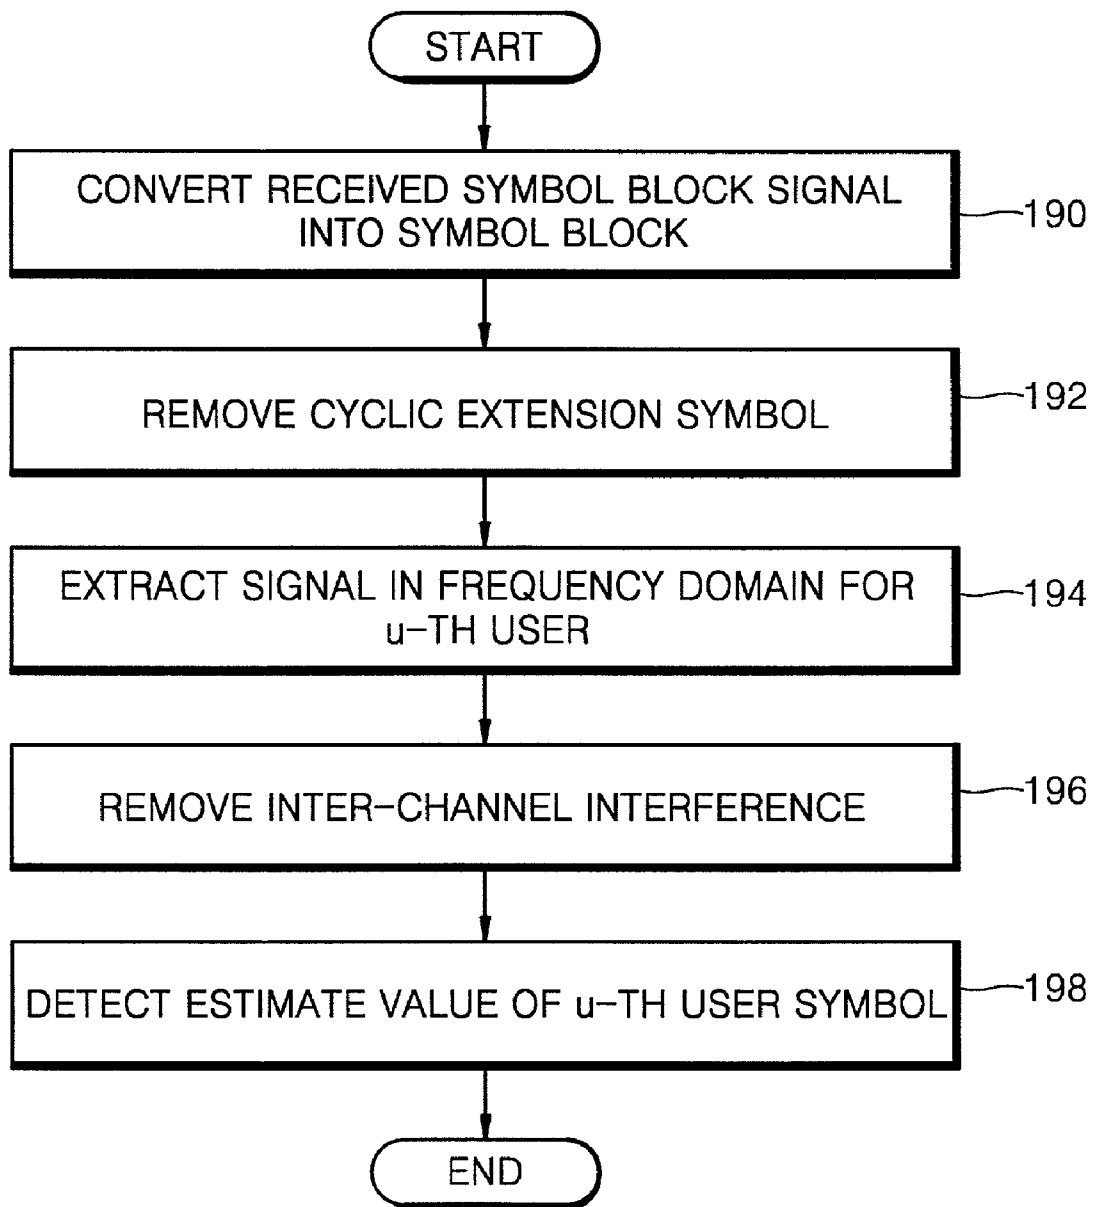 START
CONVERT RECEIVED SYMBOL BLOCK SIGNAL
INTO SYMBOL BLOCK
190
REMOVE CYCLIC EXTENSION SYMBOL
192
EXTRACT SIGNAL IN FREQUENCY DOMAIN FOR
u-TH USER
194
REMOVE INTER-CHANNEL INTERFERENCE
196
DETECT ESTIMATE VALUE OF u-TH USER SYMBOL
198
END